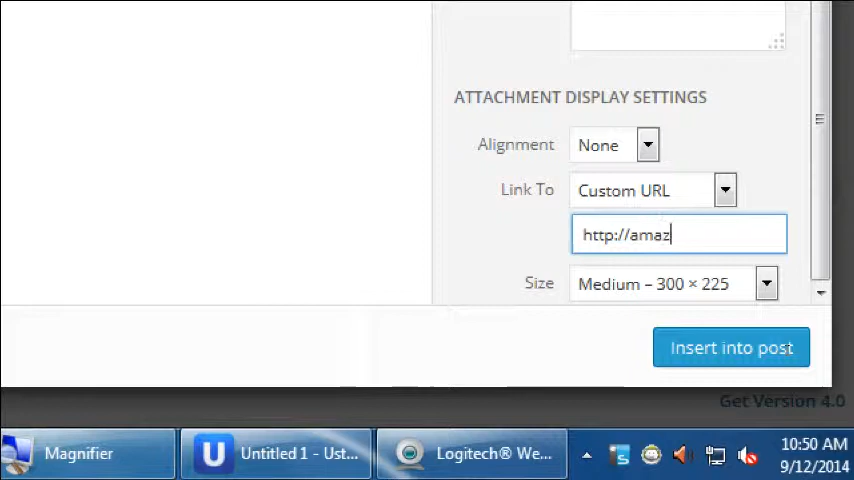 ATTACHMENT DISPLAY SETTINGS
Alignment None
Link To Custom URL
http://amaz
Size Medium – 300 × 225
Insert into post
Get Version 4.0
Magnifier Untitled 1 - Ust... Logitech® We... 10:50 AM
9/12/2014